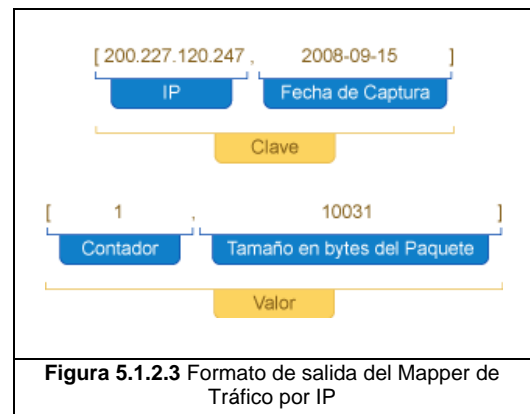 [ 200.227.120.247 , 2008-09-15 ]
IP Fecha de Captura
Clave
[ 1 , 10031 ]
Contador Tamaño en bytes del Paquete
Valor
Figura 5.1.2.3 Formato de salida del Mapper de
Tráfico por IP